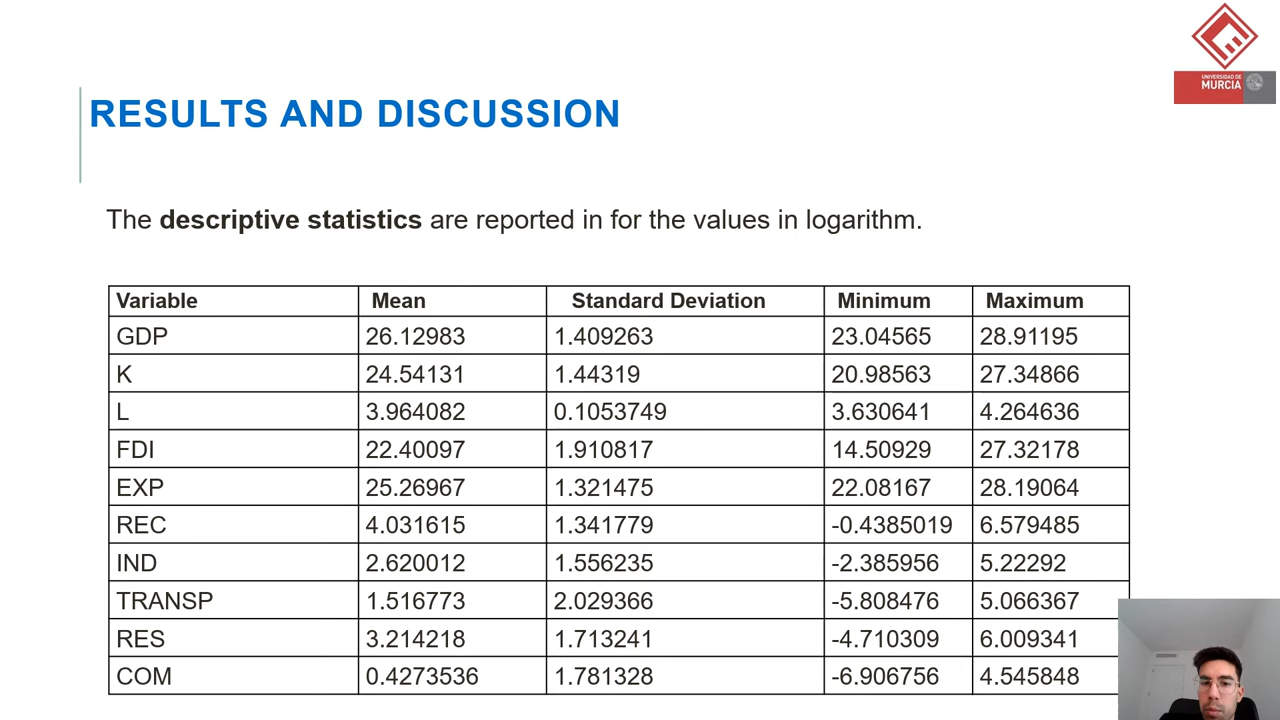 UNIVERSIDAD DE
MURCIA
RESULTS AND DISCUSSION
The descriptive statistics are reported in for the values in logarithm.
Variable Mean Standard Deviation Minimum Maximum
GDP 26.12983 1.409263 23.04565 28.91195
K 24.54131 1.44319 20.98563 27.34866
L 3.964082 0.1053749 3.630641 4.264636
FDI 22.40097 1.910817 14.50929 27.32178
EXP 25.26967 1.321475 22.08167 28.19064
REC 4.031615 1.341779 -0.4385019 6.579485
IND 2.620012 1.556235 -2.385956 5.22292
TRANSP 1.516773 2.029366 -5.808476 5.066367
RES 3.214218 1.713241 -4.710309 6.009341
COM 0.4273536 1.781328 -6.906756 4.545848